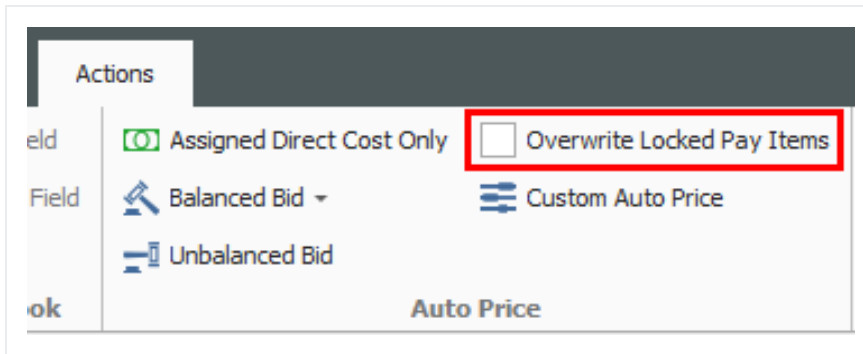 Actions
eld
Assigned Direct Cost Only
Overwrite Locked Pay Items
Field
Balanced Bid
Custom Auto Price
Unbalanced Bid
ok
Auto Price